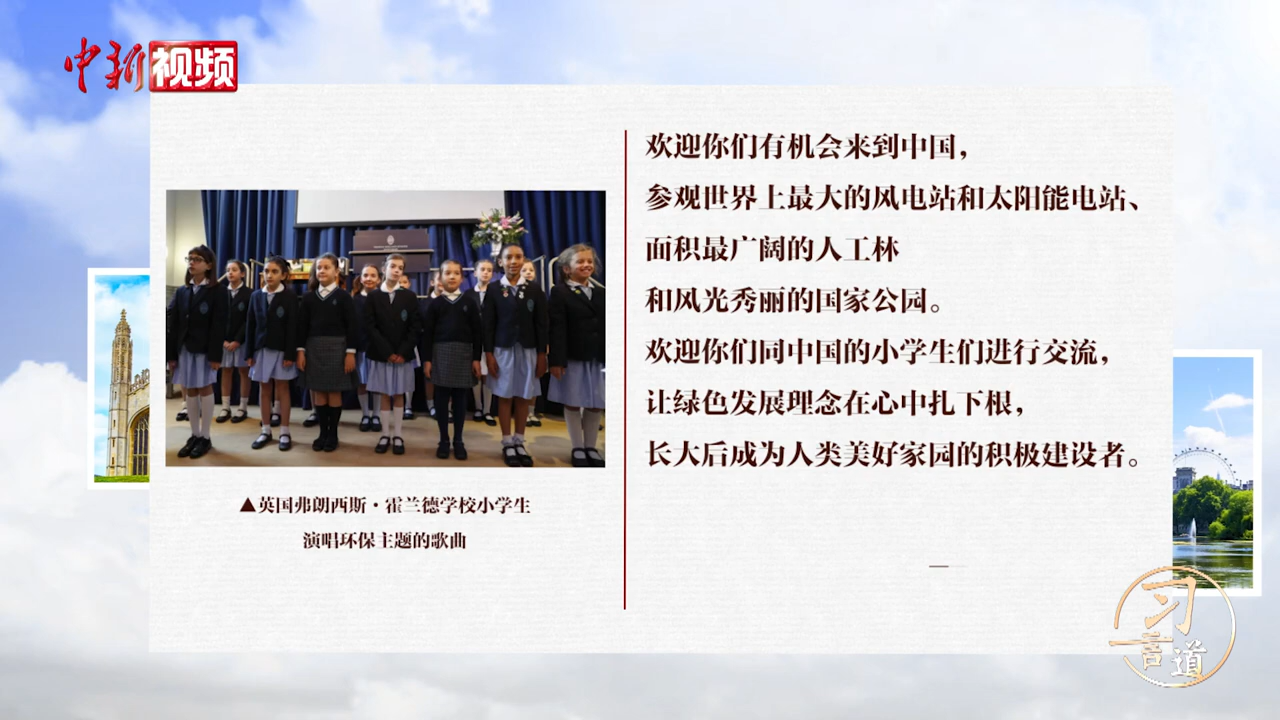 中新视频
欢迎你们有机会来到中国，
参观世界上最大的风电站和太阳能电站、
面积最广阔的人工林
和风光秀丽的国家公园。
欢迎你们同中国的小学生们进行交流，
让绿色发展理念在心中扎下根，
长大后成为人类美好家园的积极建设者。
▲英国弗朗西斯·霍兰德学校小学生
演唱环保主题的歌曲
习
言道